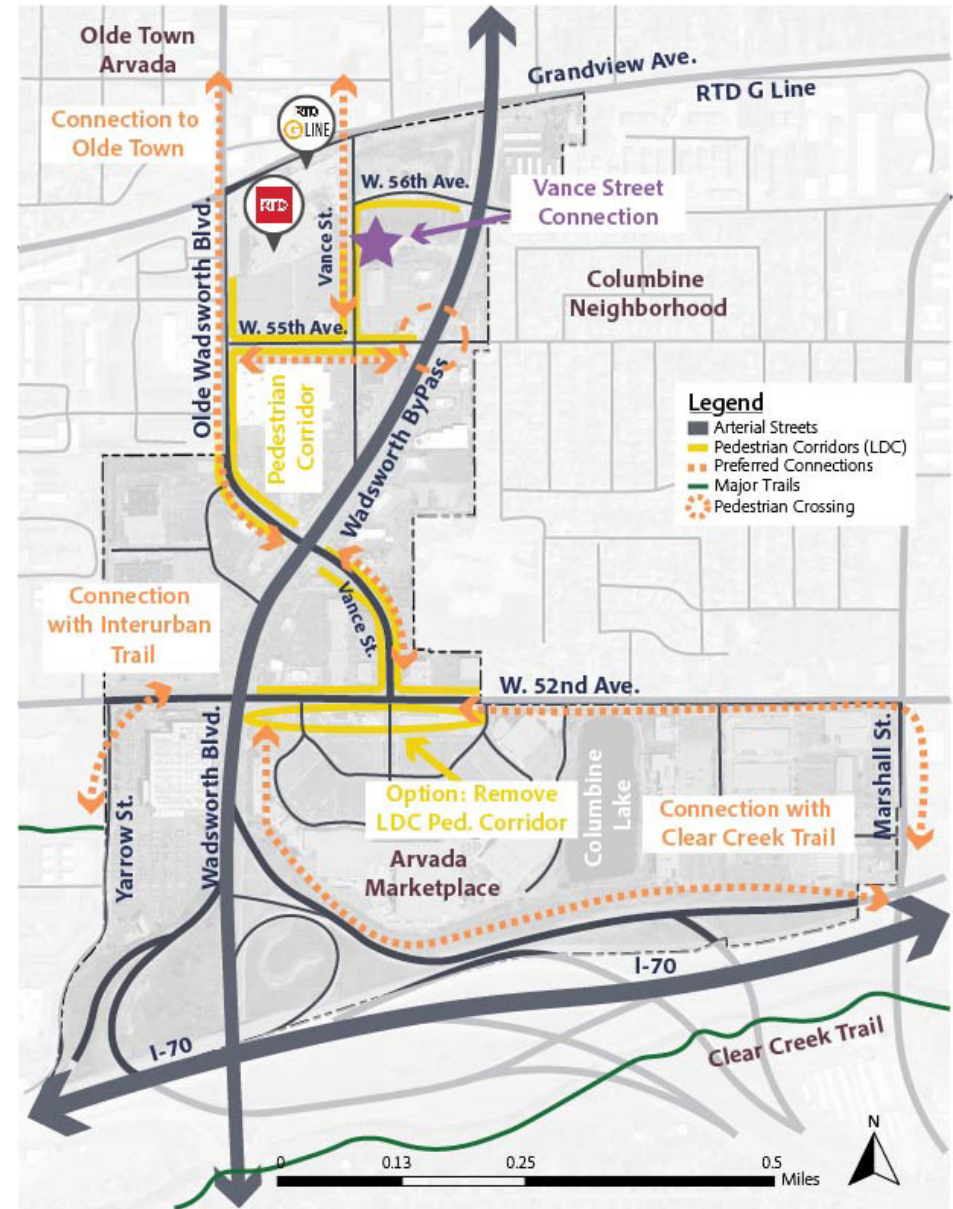 Olde Town
Arvada
Grandview Ave.
RTD G Line
Connection to
Olde Town
RTD
G LINE
RTD
W. 56th Ave.
Vance Street
Connection
Olde Wadsworth Blvd.
Vance St.
Columbine
Neighborhood
W. 55th Ave.
Wadsworth ByPass
Pedestrian
Corridor
Legend
Arterial Streets
Pedestrian Corridors (LDC)
Preferred Connections
Major Trails
Pedestrian Crossing
Connection
with Interurban
Trail
Vance St.
W. 52nd Ave.
Yarrow St.
Wadsworth Blvd.
Option: Remove
LDC Ped. Corridor
Columbine
Lake
Connection with
Clear Creek Trail
Marshall St.
Arvada
Marketplace
I-70
I-70
Clear Creek Trail
N
0 0.13 0.25 0.5
Miles